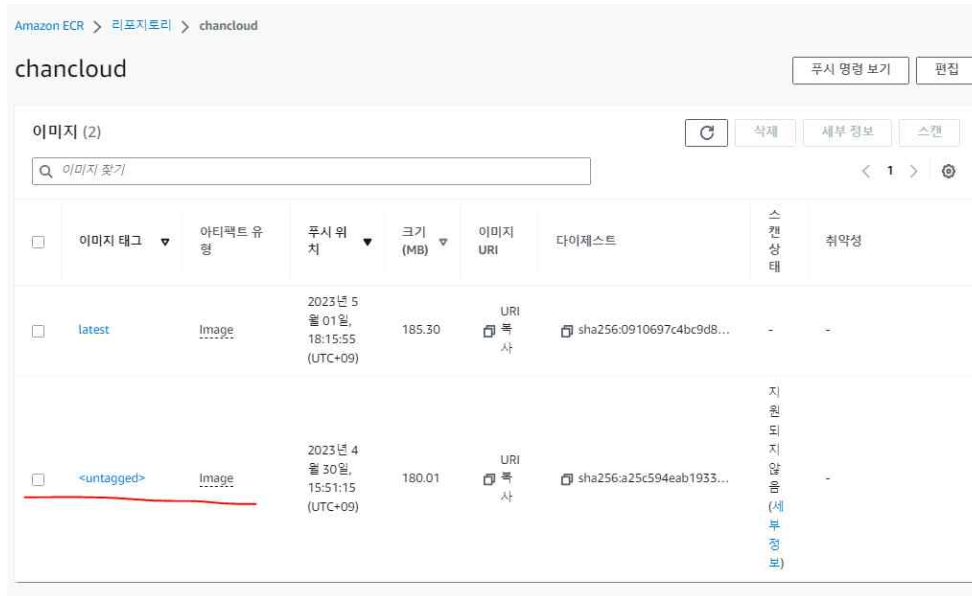 Amazon ECR > 리포지토리 > chancloud
chancloud
푸시 명령 보기
편집
이미지 (2)
삭제
세부 정보
스캔
이미지 찾기
1
이미지 태그
아티팩트 유
형
푸시 위
치
크기
(MB)
이미지
URI
다이제스트
스
캔
상
태
취약성
latest
Image
2023년 5
월 01일,
18:15:55
(UTC+09)
185.30
URI
복
사
sha256:0910697c4bc9d8...
-
-
<untagged>
Image
2023년 4
월 30일,
15:51:15
(UTC+09)
180.01
URI
복
사
sha256:a25c594eab1933...
지
원
되
지
않
음
(세
부
정
보)
-